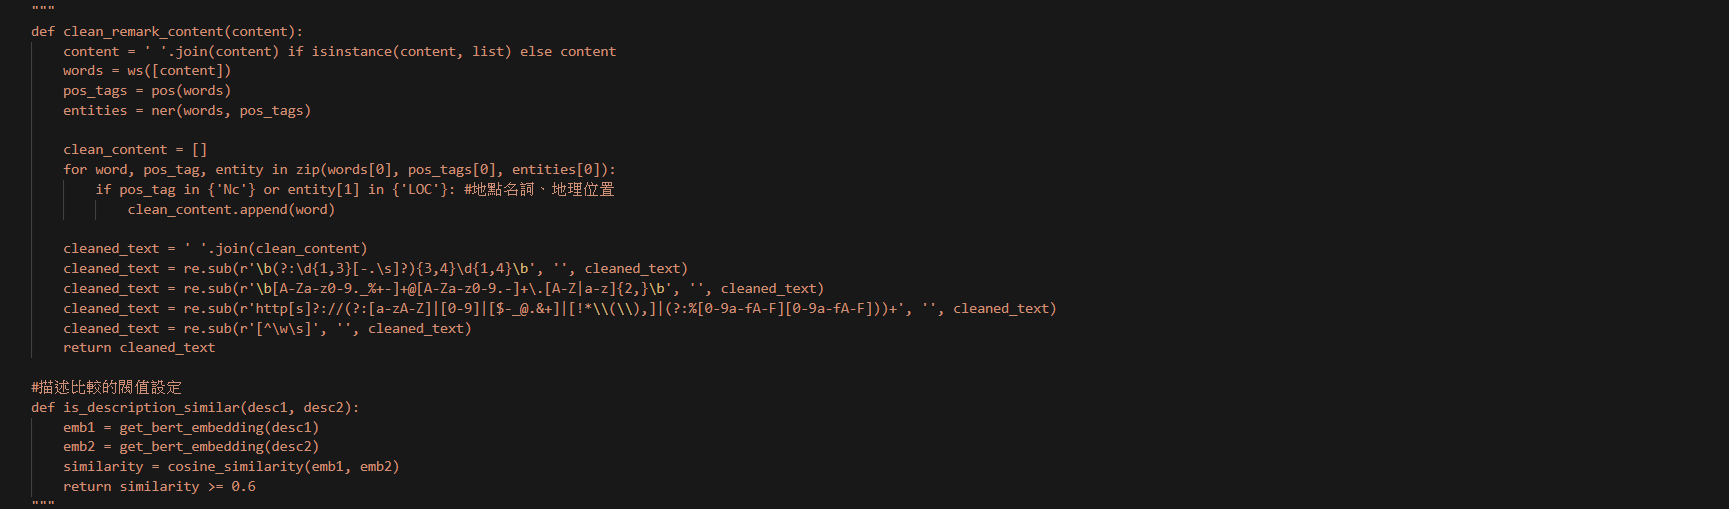 """
def clean_remark_content(content):
    content = ' '.join(content) if isinstance(content, list) else content
    words = ws([content])
    pos_tags = pos(words)
    entities = ner(words, pos_tags)

    clean_content = []
    for word, pos_tag, entity in zip(words[0], pos_tags[0], entities[0]):
        if pos_tag in {'Nc'} or entity[1] in {'LOC'}: #地點名詞、地理位置
            clean_content.append(word)

    cleaned_text = ' '.join(clean_content)
    cleaned_text = re.sub(r'\b(?:\d{1,3}[-.\s]?){3,4}\d{1,4}\b', '', cleaned_text)
    cleaned_text = re.sub(r'\b[A-Za-z0-9._%+-]+@[A-Za-z0-9.-]+\.[A-Z|a-z]{2,}\b', '', cleaned_text)
    cleaned_text = re.sub(r'http[s]?://(?:[a-zA-Z]|[0-9]|[$-_@.&+]|[!*\\(\\),]|(?:%[0-9a-fA-F][0-9a-fA-F]))+', '', cleaned_text)
    cleaned_text = re.sub(r'[^\w\s]', '', cleaned_text)
    return cleaned_text

#描述比較的閥值設定
def is_description_similar(desc1, desc2):
    emb1 = get_bert_embedding(desc1)
    emb2 = get_bert_embedding(desc2)
    similarity = cosine_similarity(emb1, emb2)
    return similarity >= 0.6
"""